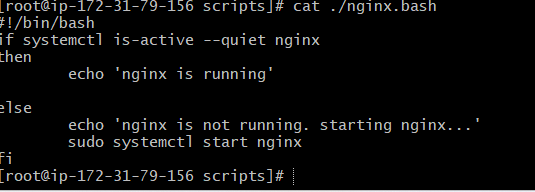 [root@ip-172-31-79-156 scripts]# cat ./nginx.bash
#!/bin/bash
if systemctl is-active --quiet nginx
then
        echo 'nginx is running'

else
        echo 'nginx is not running. starting nginx...'
        sudo systemctl start nginx
fi
[root@ip-172-31-79-156 scripts]#